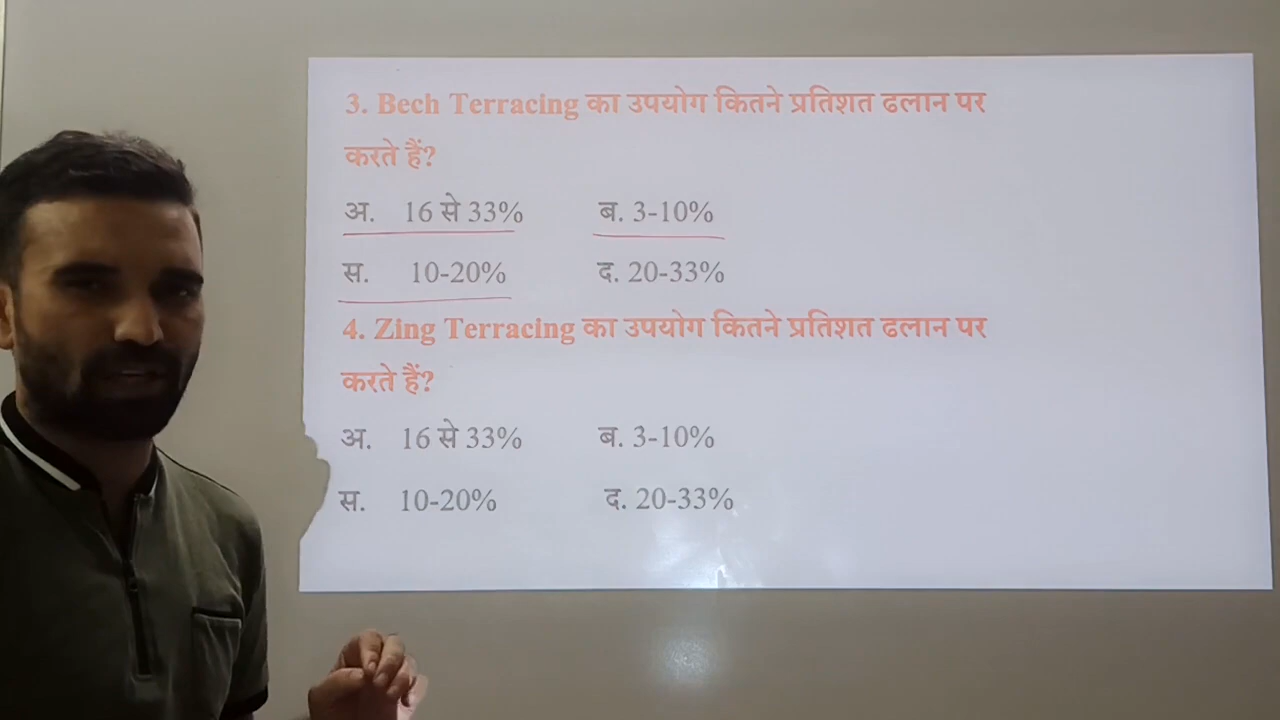 3. Bech Terracing का उपयोग कितने प्रतिशत ढलान पर
करते हैं?
अ. 16 से 33% ब. 3-10%
स. 10-20% द. 20-33%
4. Zing Terracing का उपयोग कितने प्रतिशत ढलान पर
करते हैं?
अ. 16 से 33% ब. 3-10%
स. 10-20% द. 20-33%